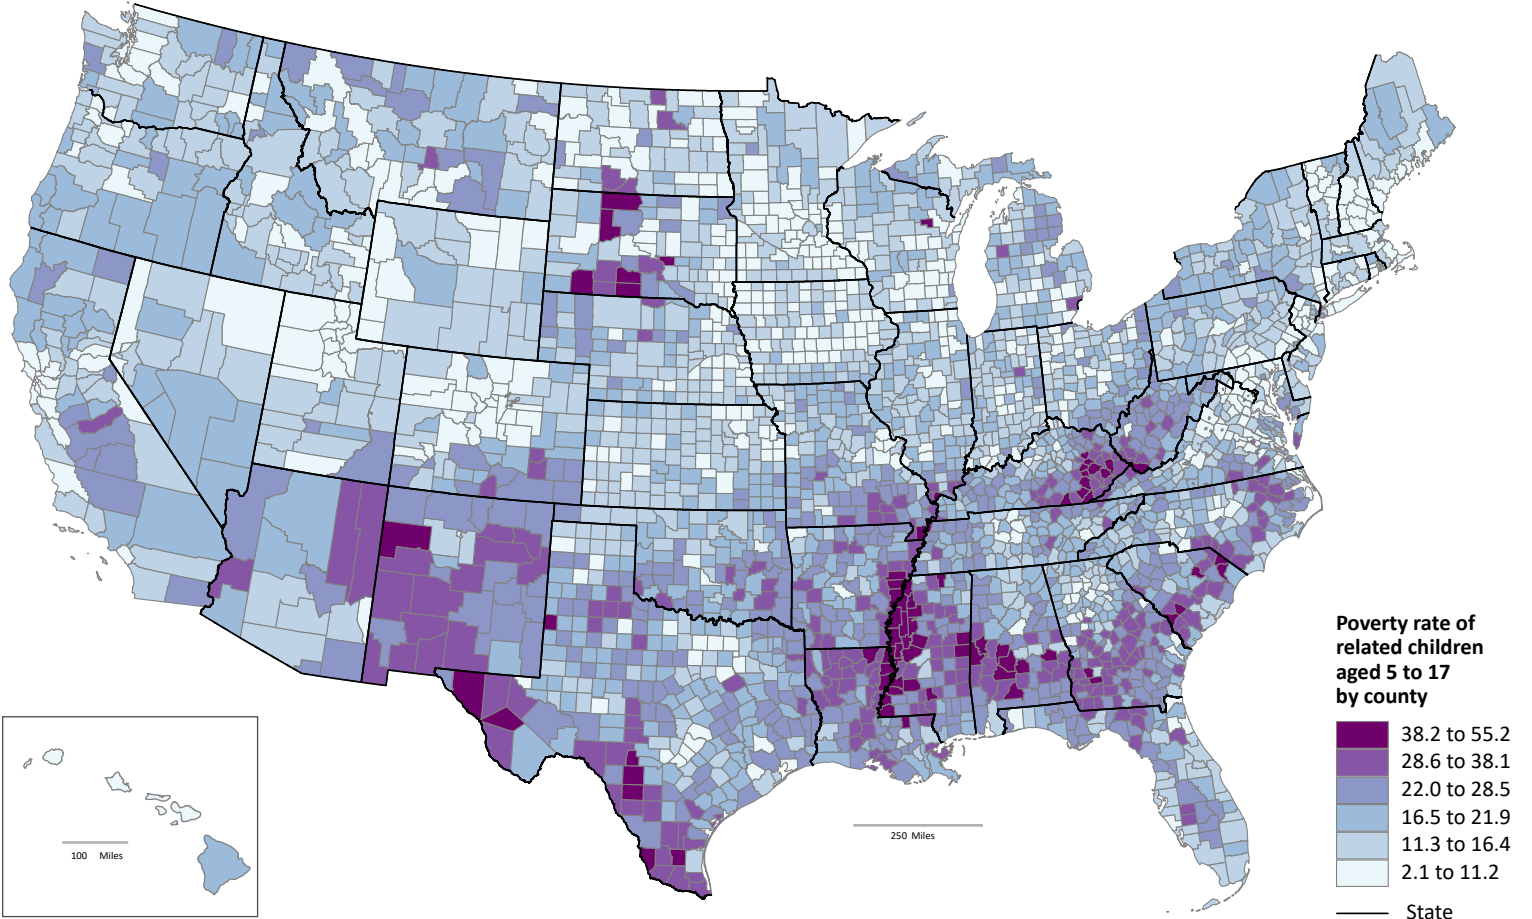 Poverty rate of
related children
aged 5 to 17
by county
38.2 to 55.2
28.6 to 38.1
22.0 to 28.5
16.5 to 21.9
11.3 to 16.4
2.1 to 11.2
State
250 Miles
100 Miles